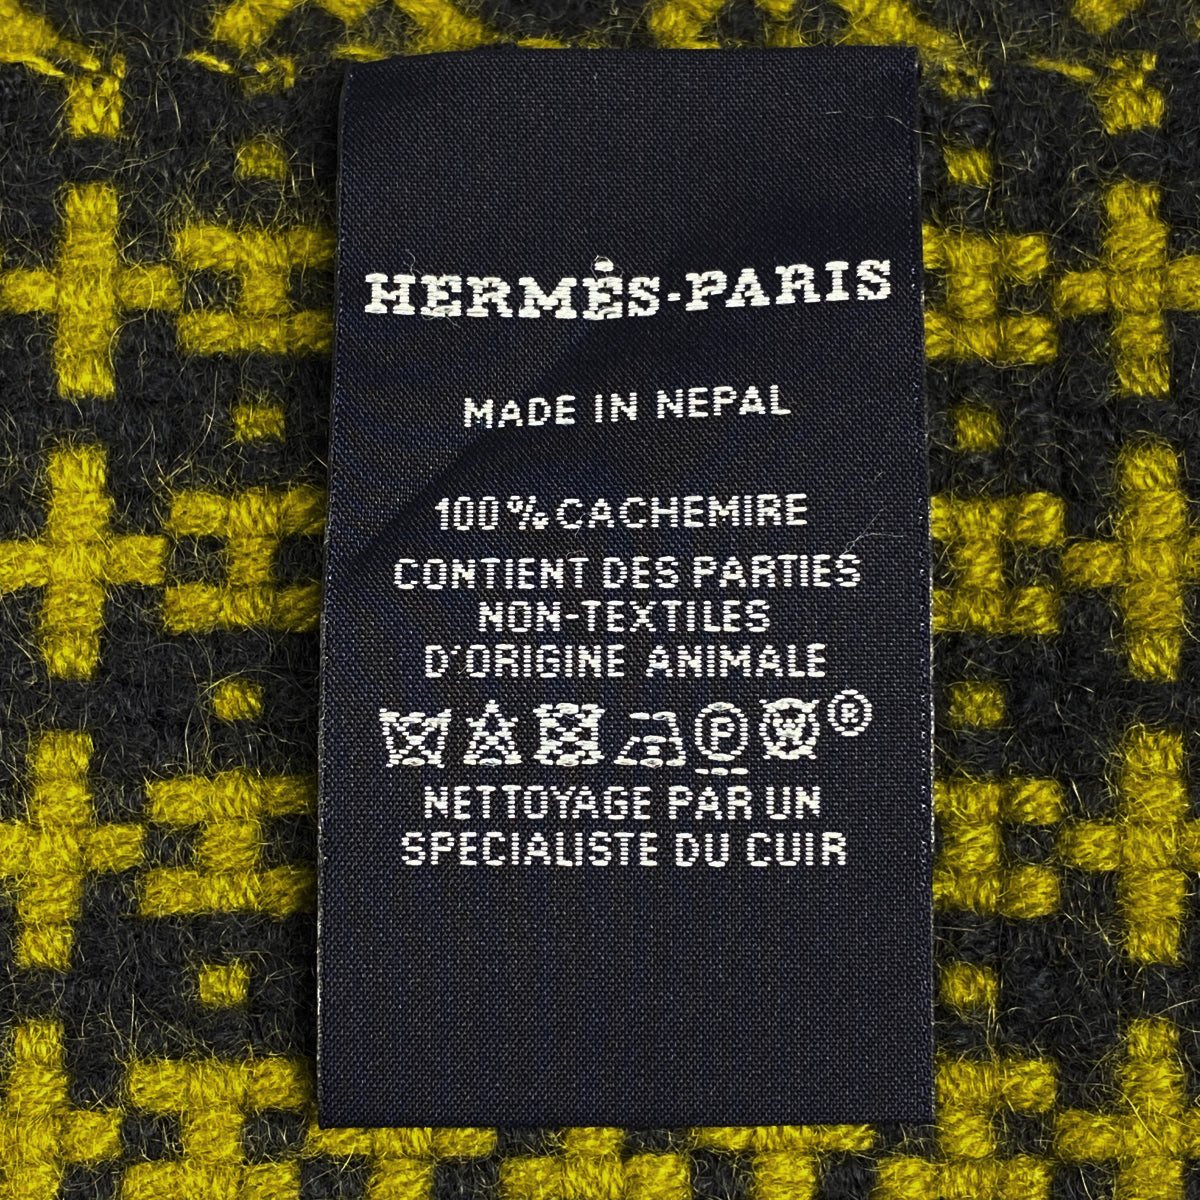 HERMÈS-PARIS
MADE IN NEPAL
100% CACHEMIRE
CONTIENT DES PARTIES
NON-TEXTILES
D'ORIGINE ANIMALE
P W ®
NETTOYAGE PAR UN
SPECIALISTE DU CUIR